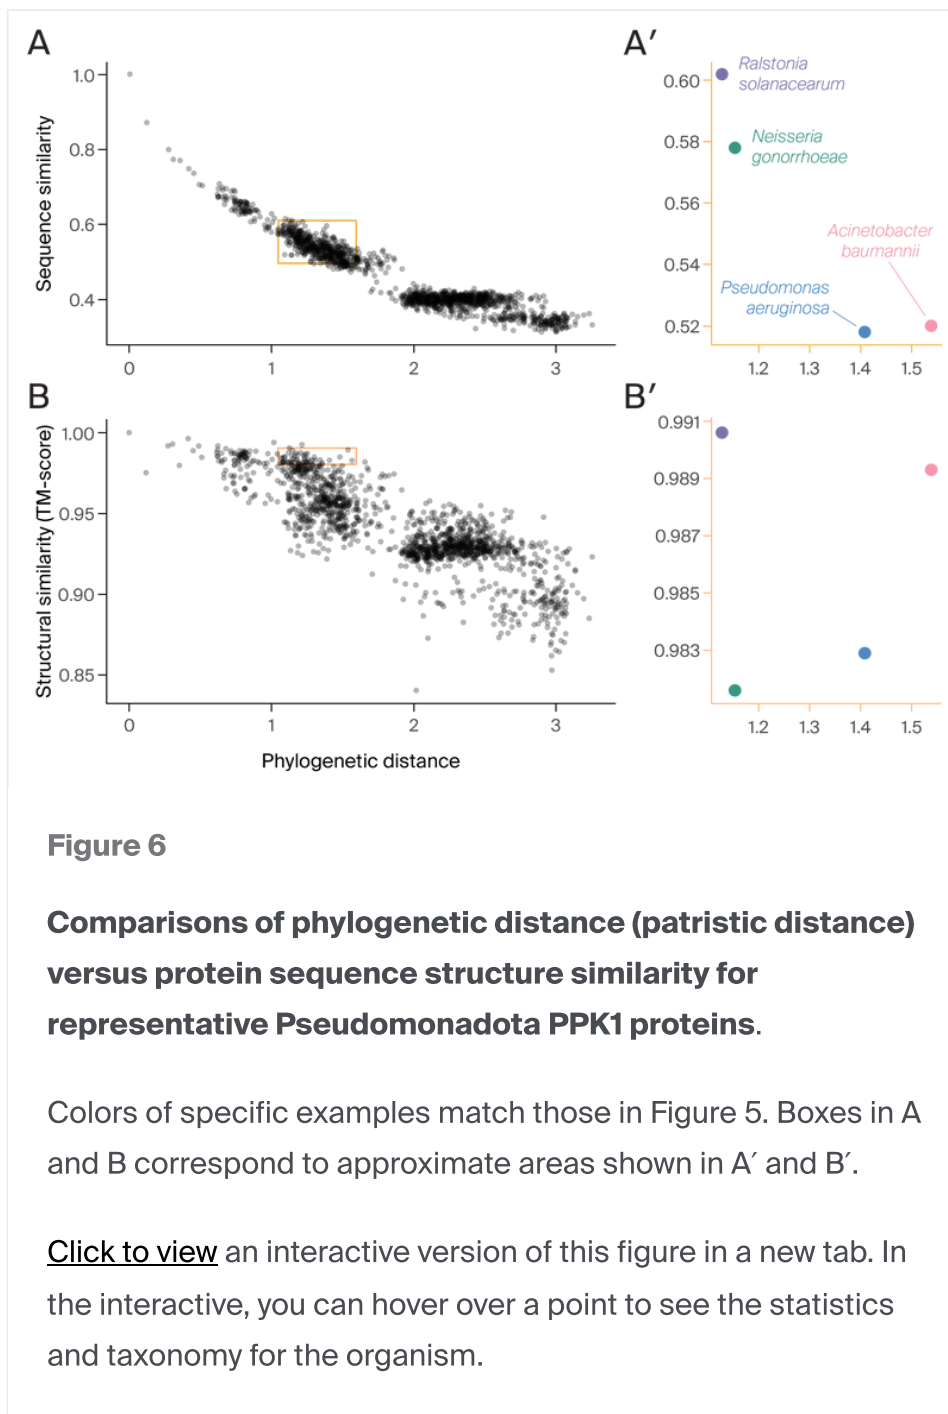 A
Sequence similarity
1.0
0.8
0.6
0.4
0
1
2
3
A′
0.60
0.58
0.56
0.54
0.52
Ralstonia
solanacearum
Neisseria
gonorrhoeae
Acinetobacter
baumannii
Pseudomonas
aeruginosa
1.2
1.3
1.4
1.5
B
Structural similarity (TM-score)
1.00
0.95
0.90
0.85
0
1
2
3
Phylogenetic distance
B′
0.991
0.989
0.987
0.985
0.983
1.2
1.3
1.4
1.5
Figure 6
Comparisons of phylogenetic distance (patristic distance)
versus protein sequence structure similarity for
representative Pseudomonadota PPK1 proteins.
Colors of specific examples match those in Figure 5. Boxes in A
and B correspond to approximate areas shown in A′ and B′.
Click to view an interactive version of this figure in a new tab. In
the interactive, you can hover over a point to see the statistics
and taxonomy for the organism.